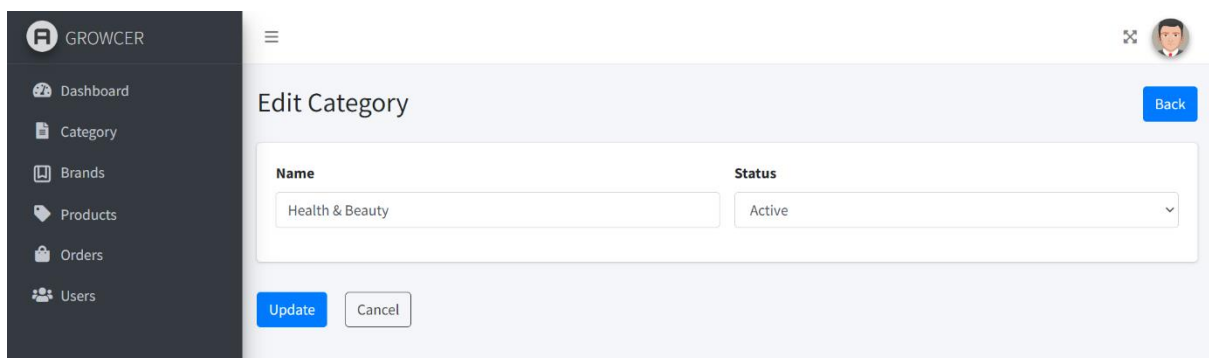 GROWCER
Dashboard
Category
Brands
Products
Orders
Users
Edit Category
Back
Name
Status
Health & Beauty
Active
Update
Cancel